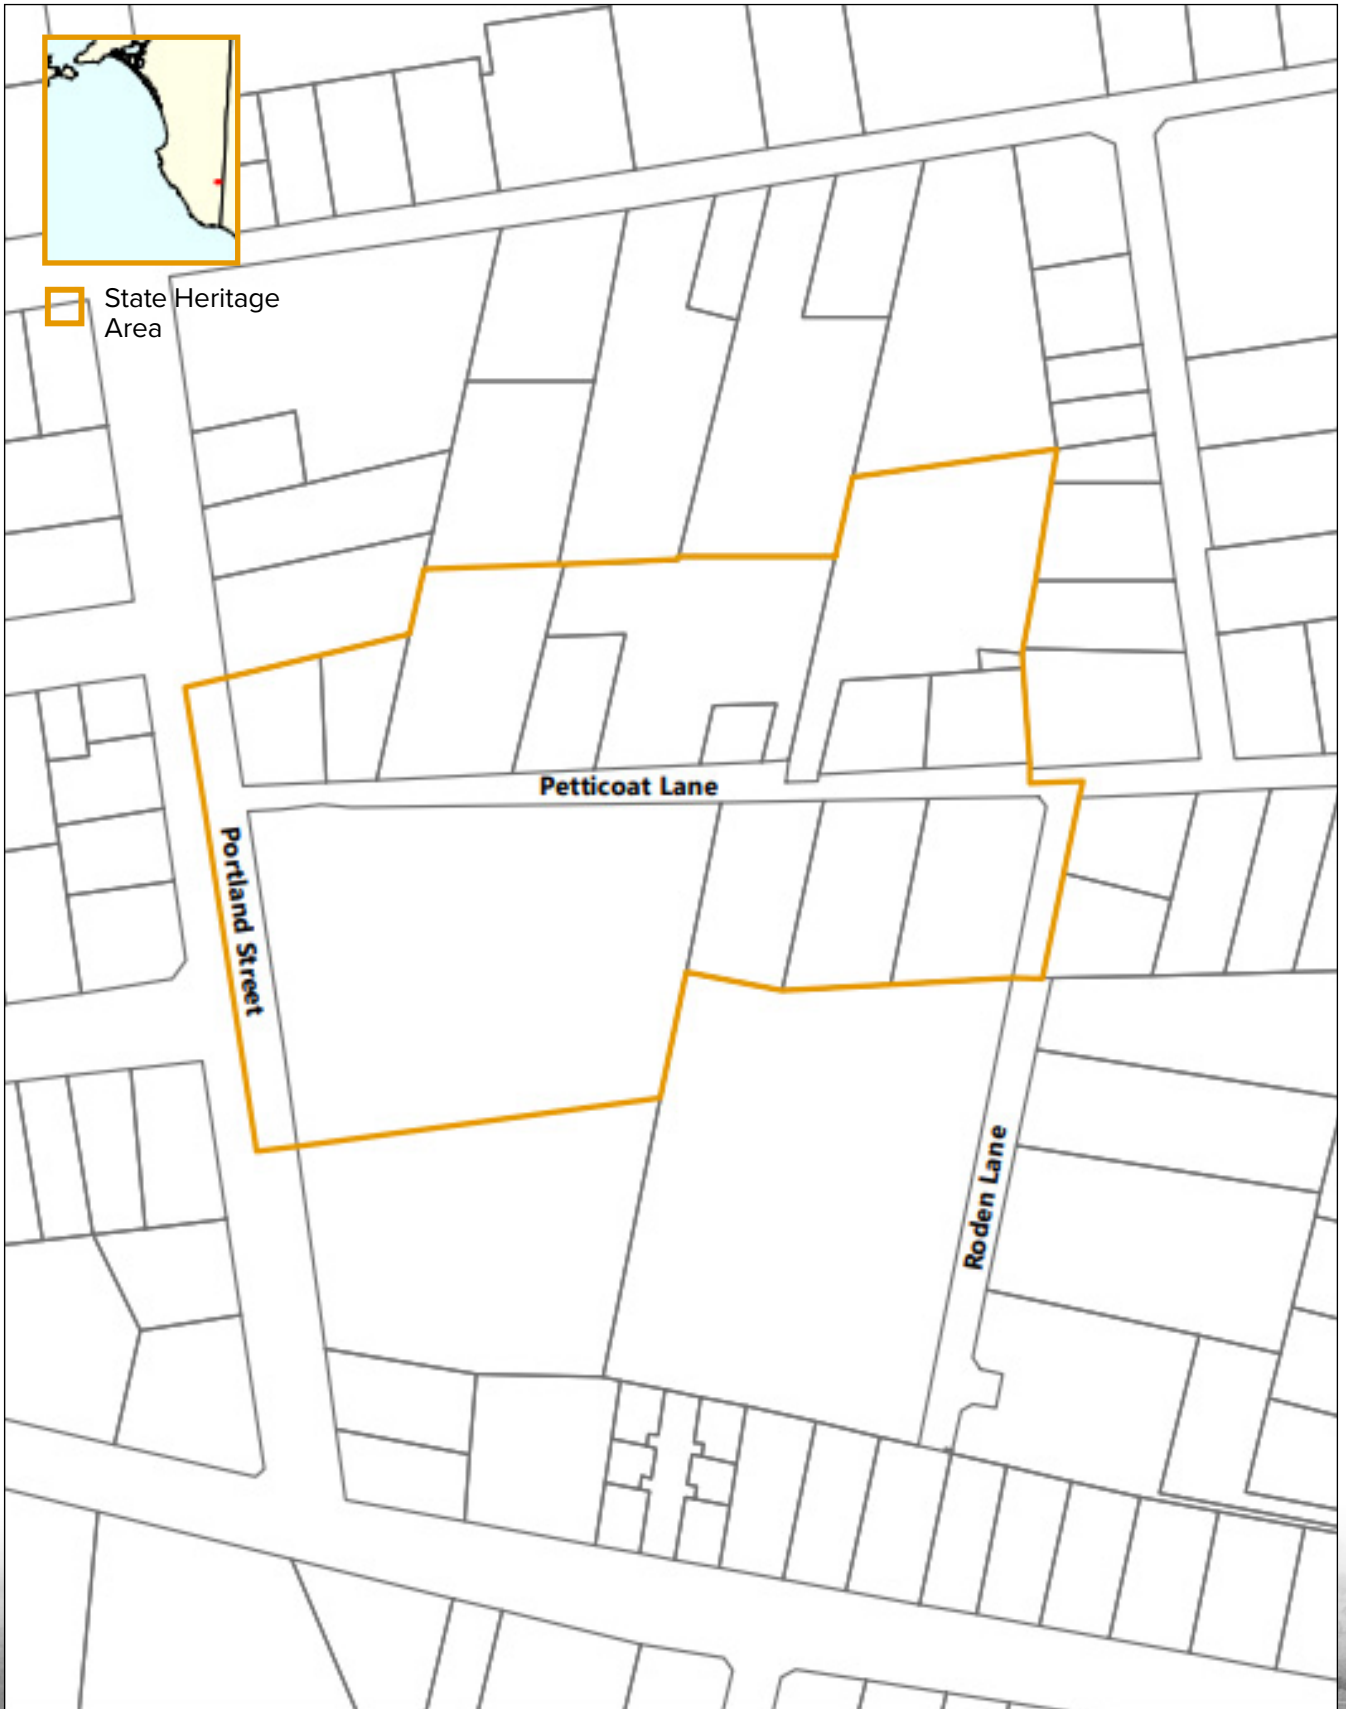 State Heritage
Area
Petticoat Lane
Portland Street
Roden Lane